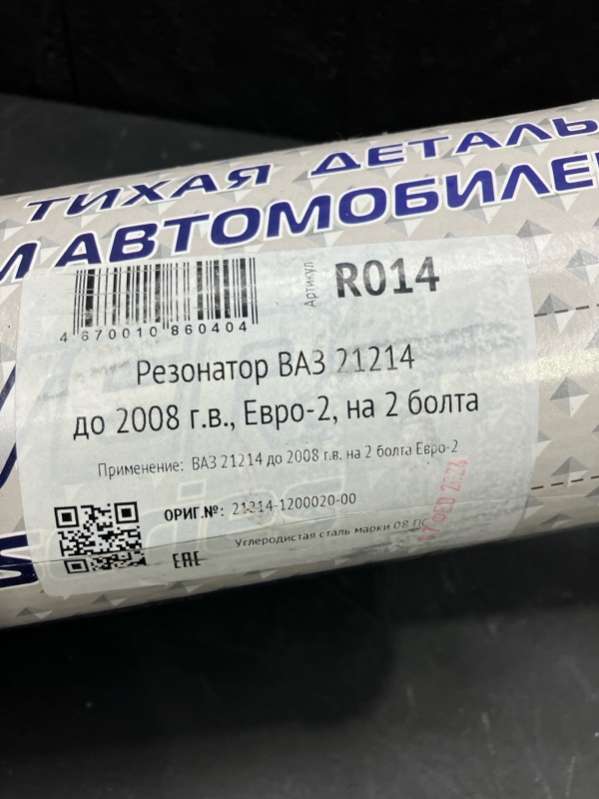 ТИХАЯ ДЕТАЛЬ
АВТОМОБИЛЕ
4 670010 860404
Артикул R014
Резонатор ВАЗ 21214
до 2008 г.в., Евро-2, на 2 болта
Применение: ВАЗ 21214 до 2008 г.в. на 2 болта Евро-2
ОРИГ.№: 21214-1200020-00
Углеродистая сталь марки 08
ЕАС